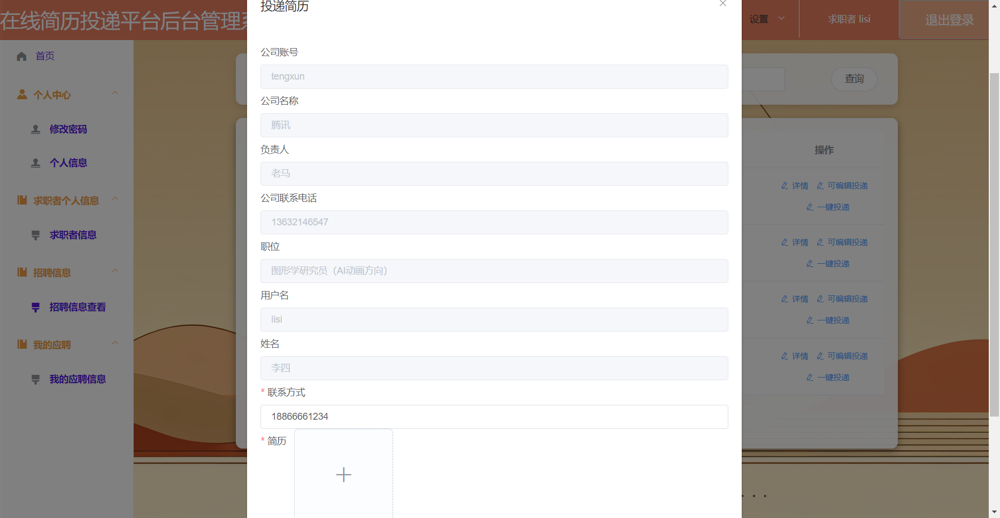 在线简历投递平台后台管理系
设置
求职者 lisi
退出登录
首页
个人中心
修改密码
个人信息
求职者个人信息
求职者信息
招聘信息
招聘信息查看
我的应聘
我的应聘信息
投递简历
公司账号
tengxun
公司名称
腾讯
负责人
老马
公司联系电话
13632146547
职位
图形学研究员（AI动画方向）
用户名
lisi
姓名
李四
* 联系方式
18866661234
* 简历
查询
操作
详情 可编辑投递
一键投递
详情 可编辑投递
一键投递
详情 可编辑投递
一键投递
详情 可编辑投递
一键投递